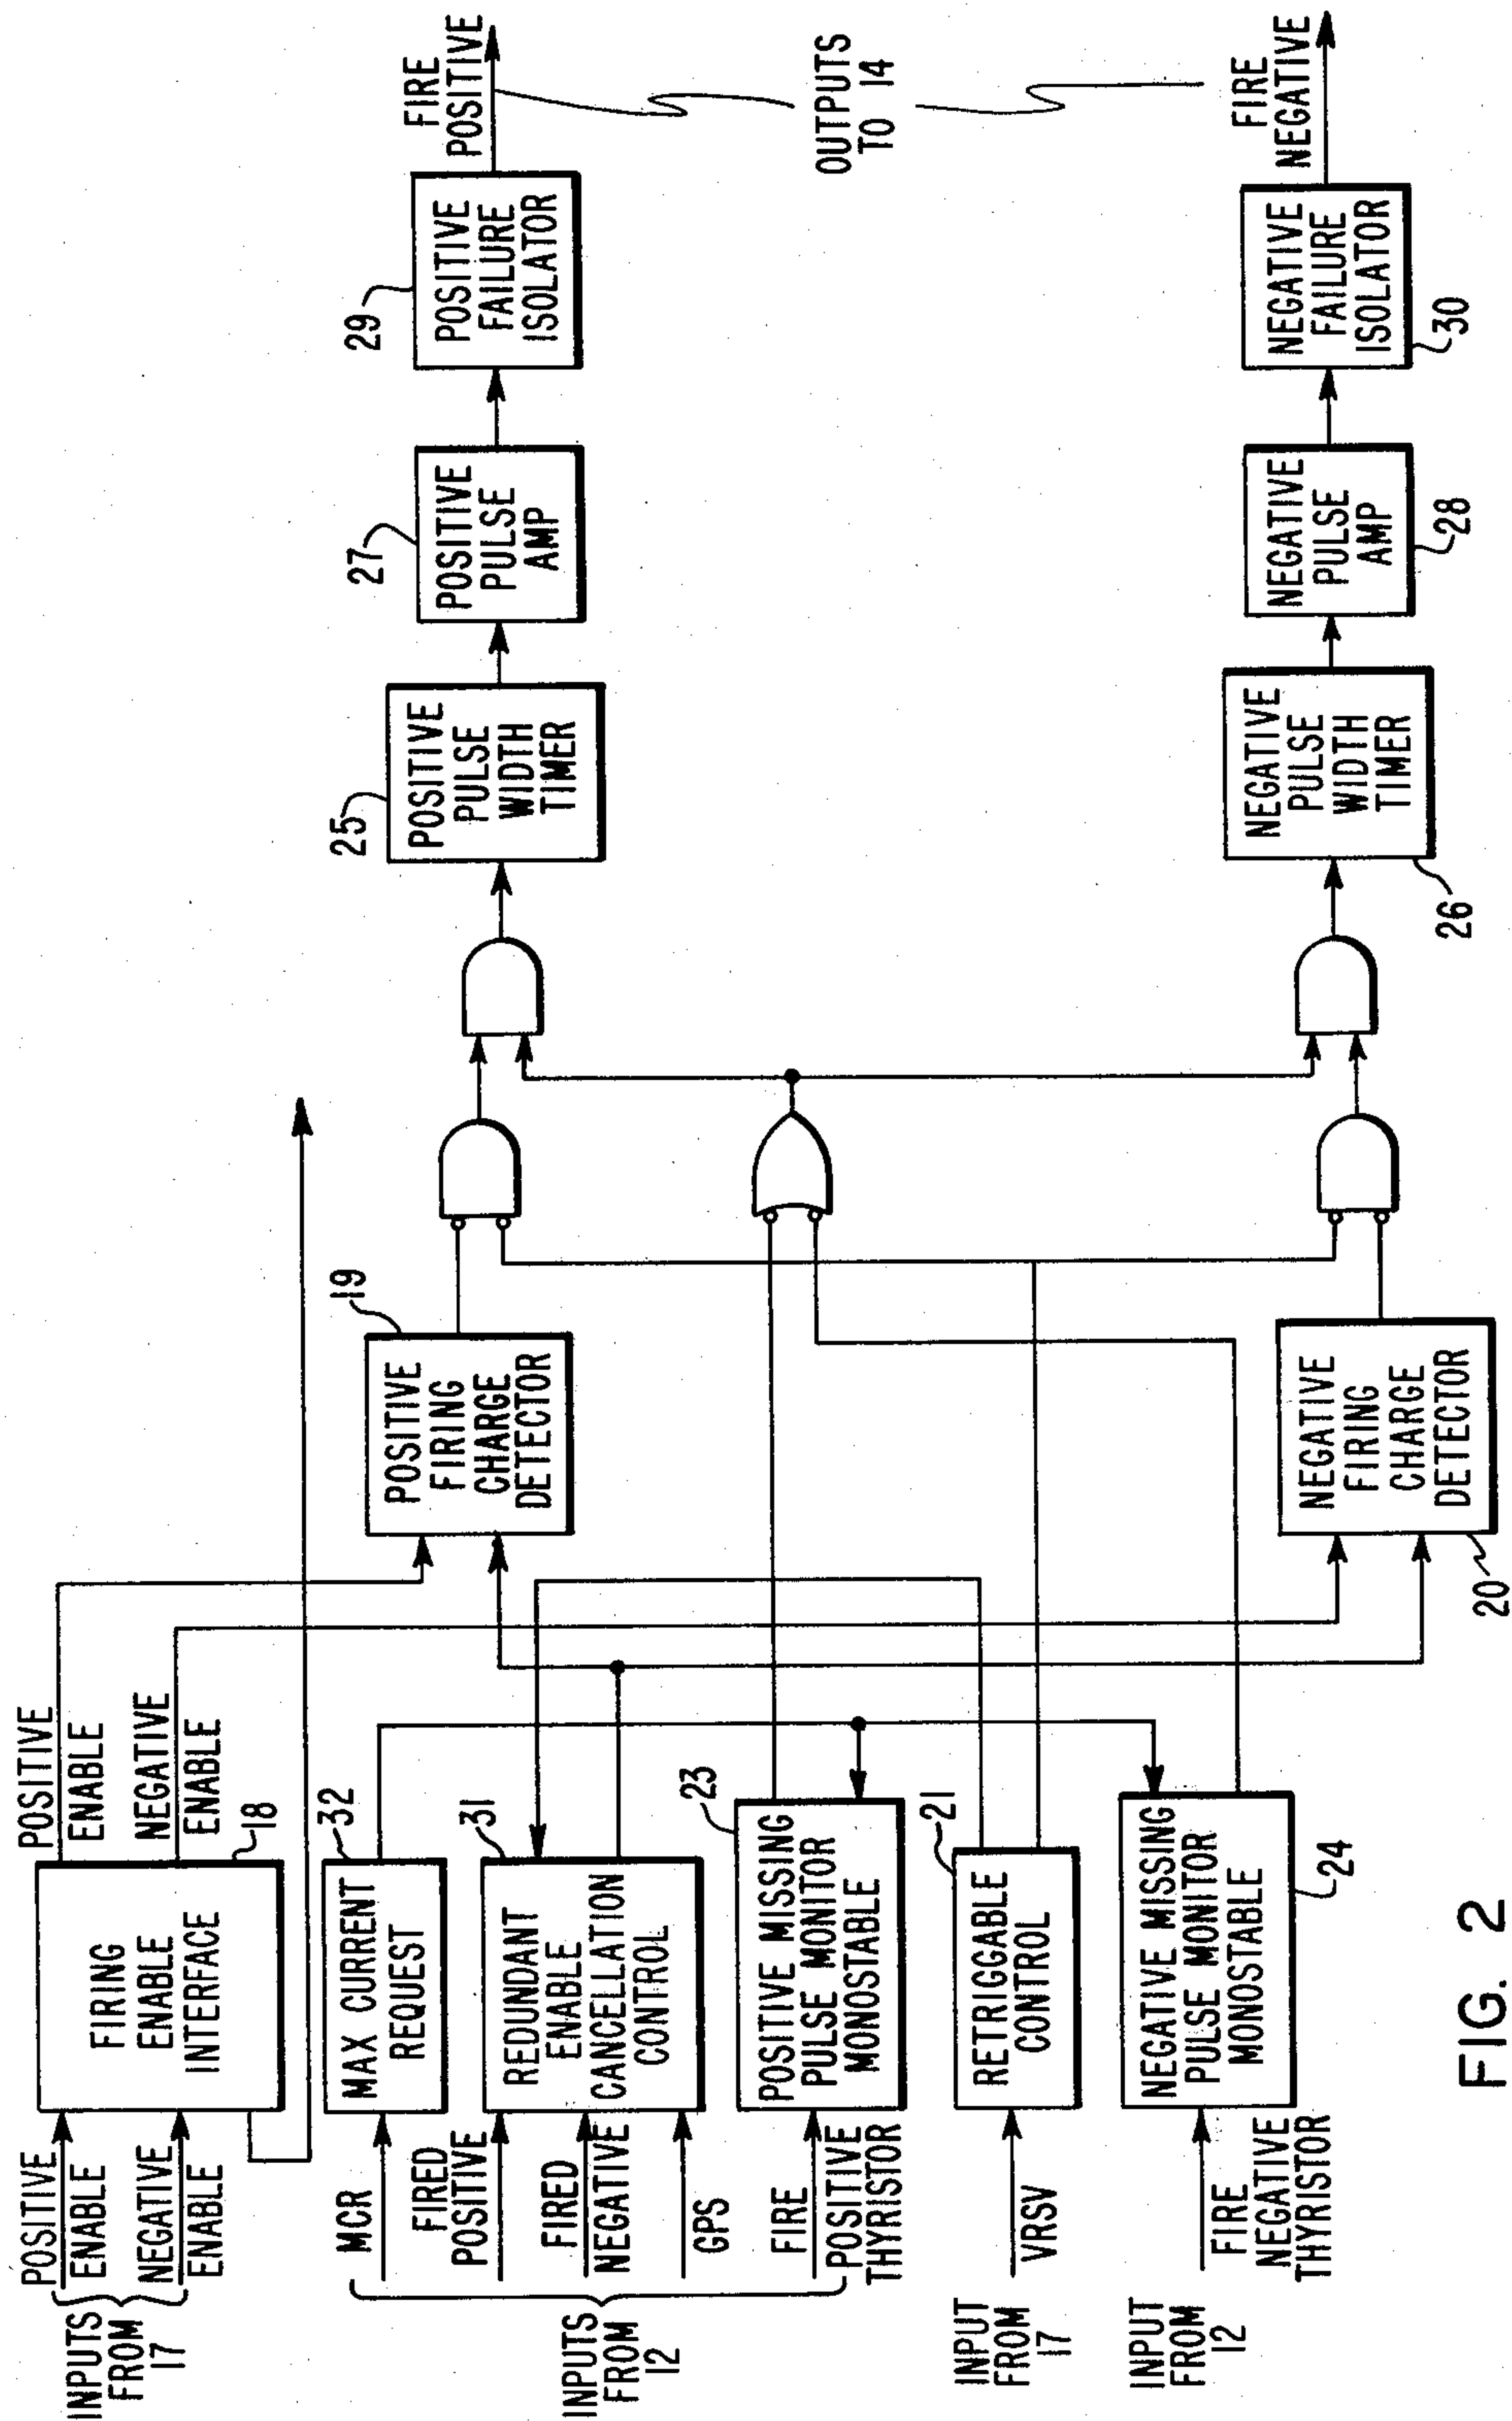 INPUTS
FROM
17
POSITIVE
ENABLE
NEGATIVE
ENABLE
FIRING
ENABLE
INTERFACE
18
POSITIVE
ENABLE
NEGATIVE
ENABLE
INPUTS
FROM
12
MCR
FIRED
POSITIVE
FIRED
NEGATIVE
GPS
FIRE
POSITIVE
THYRISTOR
MAX CURRENT
REQUEST
32
REDUNDANT
ENABLE
CANCELLATION
CONTROL
31
POSITIVE MISSING
PULSE MONITOR
MONOSTABLE
23
INPUT
FROM
17
VRSV
RETRIGGABLE
CONTROL
21
INPUT
FROM
12
FIRE
NEGATIVE
THYRISTOR
NEGATIVE MISSING
PULSE MONITOR
MONOSTABLE
24
POSITIVE
FIRING
CHARGE
DETECTOR
19
NEGATIVE
FIRING
CHARGE
DETECTOR
20
25
POSITIVE
PULSE
WIDTH
TIMER
27
POSITIVE
PULSE
AMP
29
POSITIVE
FAILURE
ISOLATOR
FIRE
POSITIVE
OUTPUTS
TO 14
NEGATIVE
PULSE
WIDTH
TIMER
26
NEGATIVE
PULSE
AMP
28
NEGATIVE
FAILURE
ISOLATOR
30
FIRE
NEGATIVE
FIG. 2